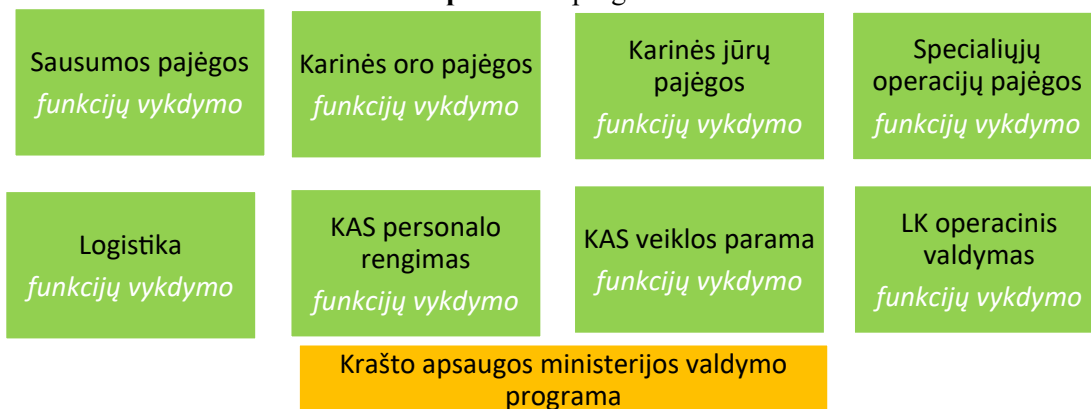 Sausumos pajėgos
funkcijų vykdymo
Karinės oro pajėgos
funkcijų vykdymo
Karinės jūrų
pajėgos
funkcijų vykdymo
Specialiųjų
operacijų pajėgos
funkcijų vykdymo
Logistika
funkcijų vykdymo
KAS personalo
rengimas
funkcijų vykdymo
KAS veiklos parama
funkcijų vykdymo
LK operacinis
valdymas
funkcijų vykdymo
Krašto apsaugos ministerijos valdymo
programa